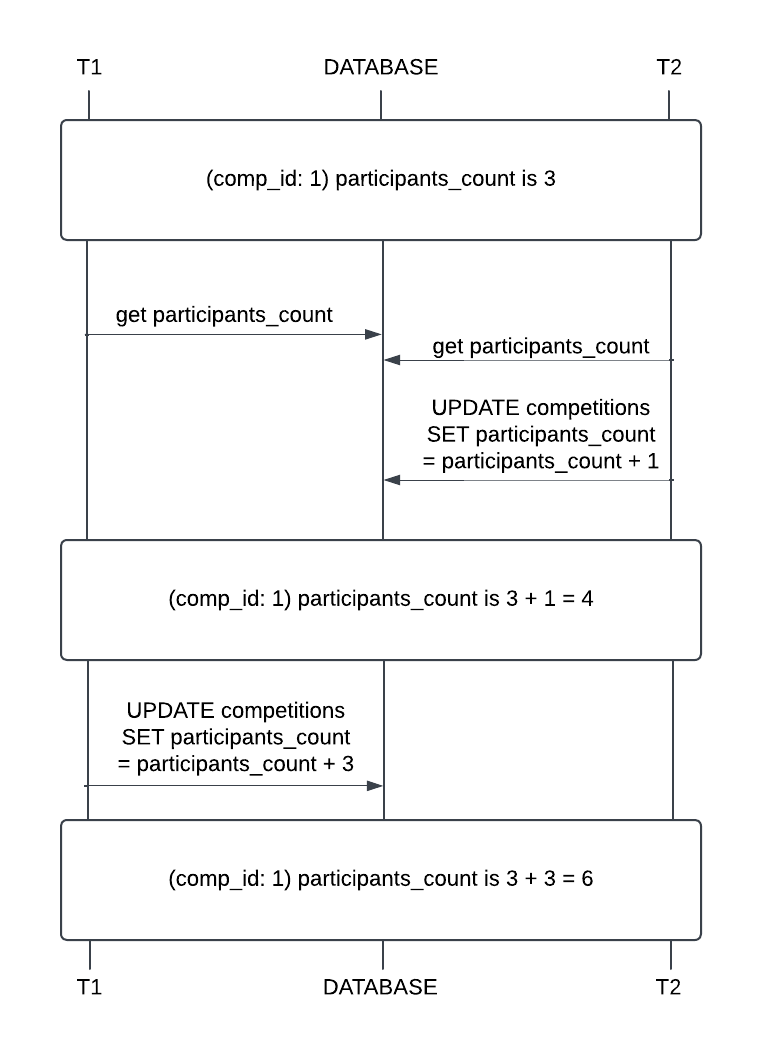 T1 DATABASE T2
(comp_id: 1) participants_count is 3
get participants_count
get participants_count
UPDATE competitions
SET participants_count
= participants_count + 1
(comp_id: 1) participants_count is 3 + 1 = 4
UPDATE competitions
SET participants_count
= participants_count + 3
(comp_id: 1) participants_count is 3 + 3 = 6
T1 DATABASE T2